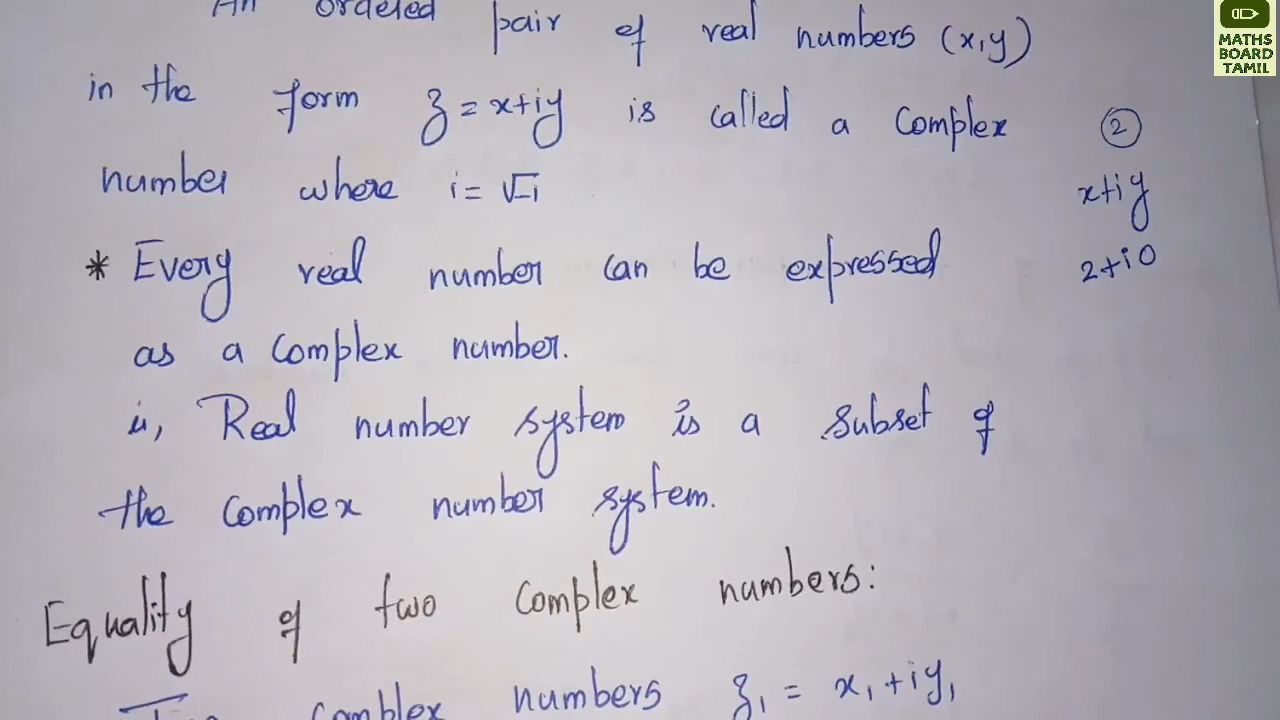 An ordered pair of real numbers (x,y)
in the form z = x+iy is called a complex
number where i = √-1
* Every real number can be expressed
as a complex number.
ie, Real number system is a subset of
the complex number system.
Equality of two complex numbers:
Two complex numbers z₁ = x₁+iy₁
②
x+iy
2+i0
MATHS
BOARD
TAMIL